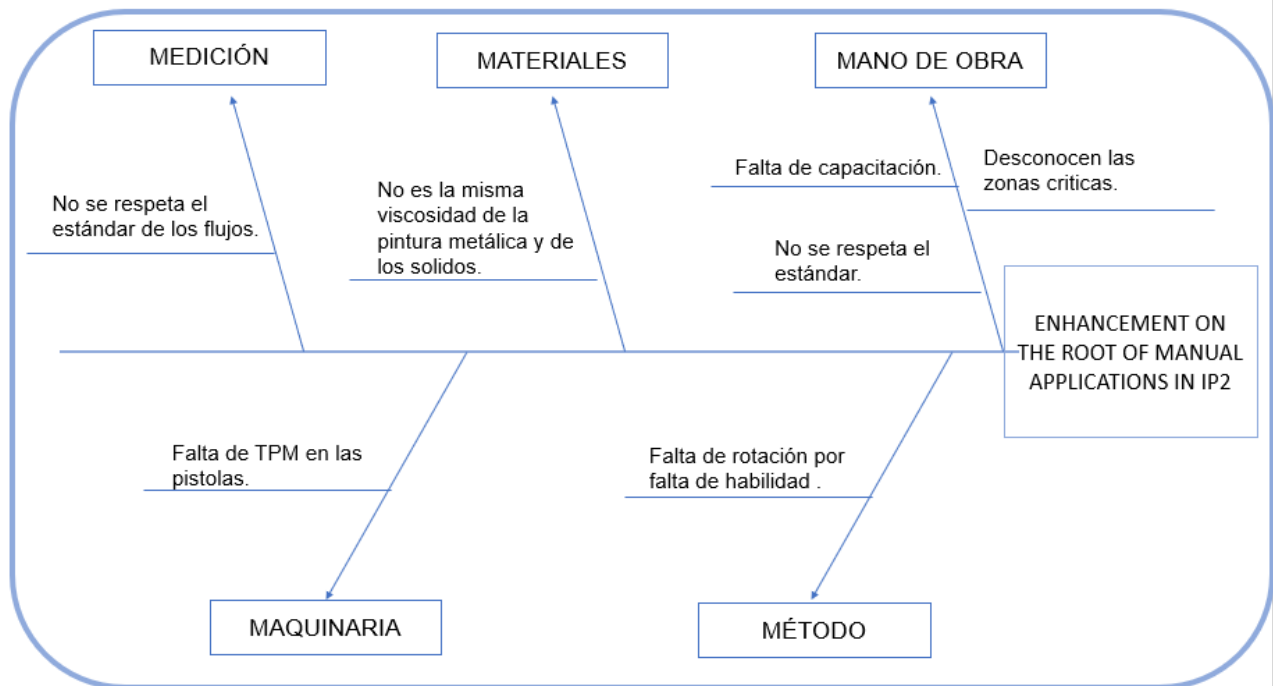 MEDICIÓN
MATERIALES
MANO DE OBRA
No se respeta el
estándar de los flujos.
No es la misma
viscosidad de la
pintura metálica y de
los solidos.
Falta de capacitación.
Desconocen las
zonas criticas.
No se respeta el
estándar.
ENHANCEMENT ON
THE ROOT OF MANUAL
APPLICATIONS IN IP2
Falta de TPM en las
pistolas.
Falta de rotación por
falta de habilidad .
MAQUINARIA
MÉTODO